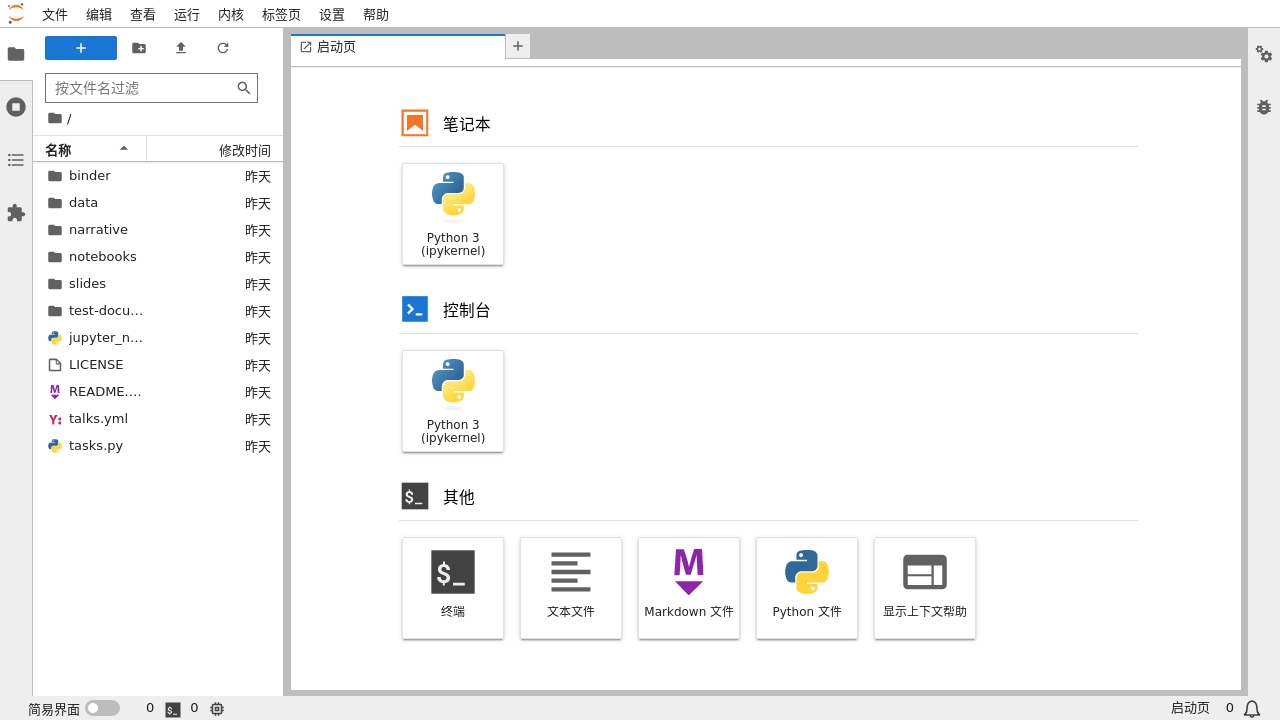 文件 编辑 查看 运行 内核 标签页 设置 帮助
启动页
按文件名过滤
/
名称 修改时间
binder 昨天
data 昨天
narrative 昨天
notebooks 昨天
slides 昨天
test-docu… 昨天
jupyter_n… 昨天
LICENSE 昨天
README.… 昨天
talks.yml 昨天
tasks.py 昨天
笔记本
Python 3
(ipykernel)
控制台
Python 3
(ipykernel)
$_ 其他
$_
终端
文本文件
Markdown 文件
Python 文件
显示上下文帮助
简易界面 0 $_ 0
启动页 0